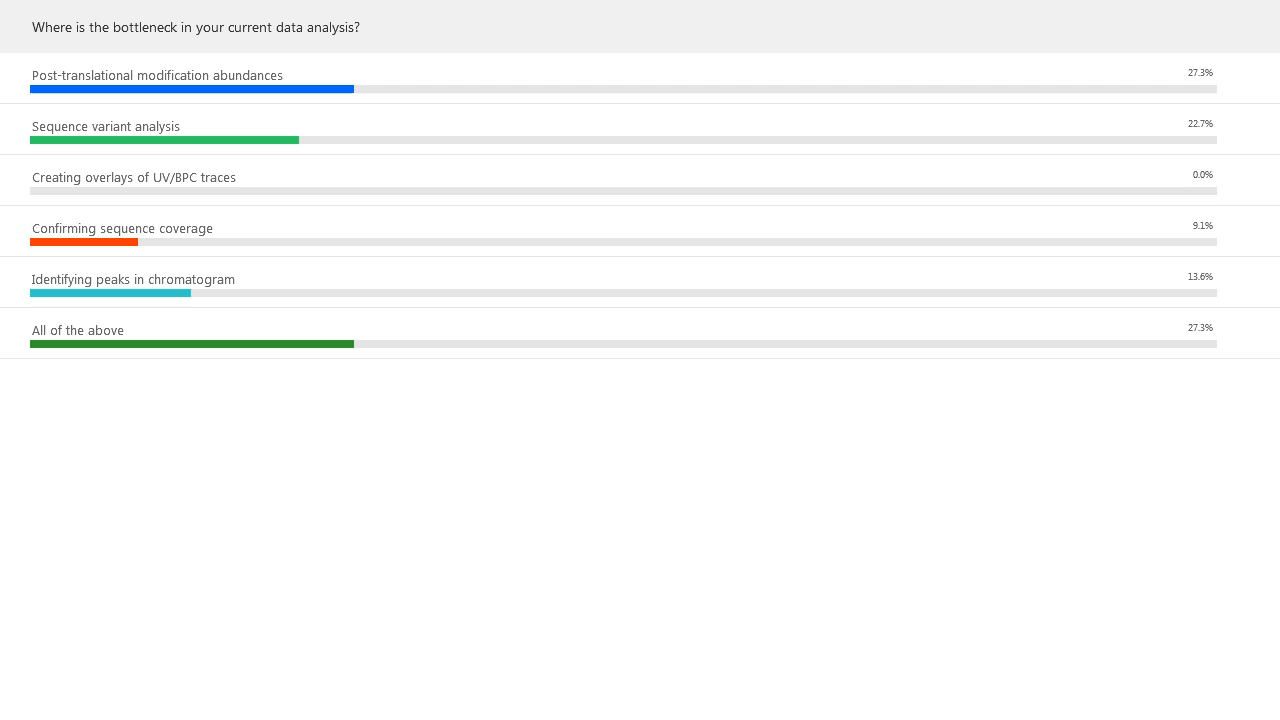 Where is the bottleneck in your current data analysis?
Post-translational modification abundances 27.3%
Sequence variant analysis 22.7%
Creating overlays of UV/BPC traces 0.0%
Confirming sequence coverage 9.1%
Identifying peaks in chromatogram 13.6%
All of the above 27.3%